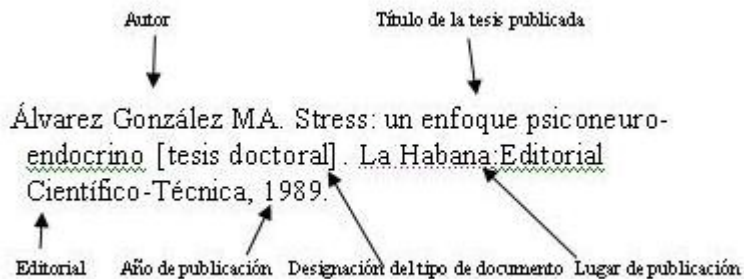 Autor Título de la tesis publicada
Álvarez González MA. Stress: un enfoque psiconeuro-
endocrino [tesis doctoral]. La Habana:Editorial
Científico-Técnica, 1989.
Editorial Año de publicación Designación del tipo de documento Lugar de publicación